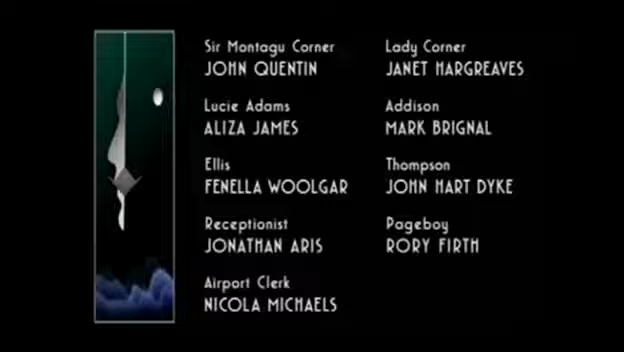 Sir Montagu Corner
JOHN QUENTIN
Lady Corner
JANET HARGREAVES
Lucie Adams
ALIZA JAMES
Addison
MARK BRIGNAL
Ellis
FENELLA WOOLGAR
Thompson
JOHN HART DYKE
Receptionist
JONATHAN ARIS
Pageboy
RORY FIRTH
Airport Clerk
NICOLA MICHAELS